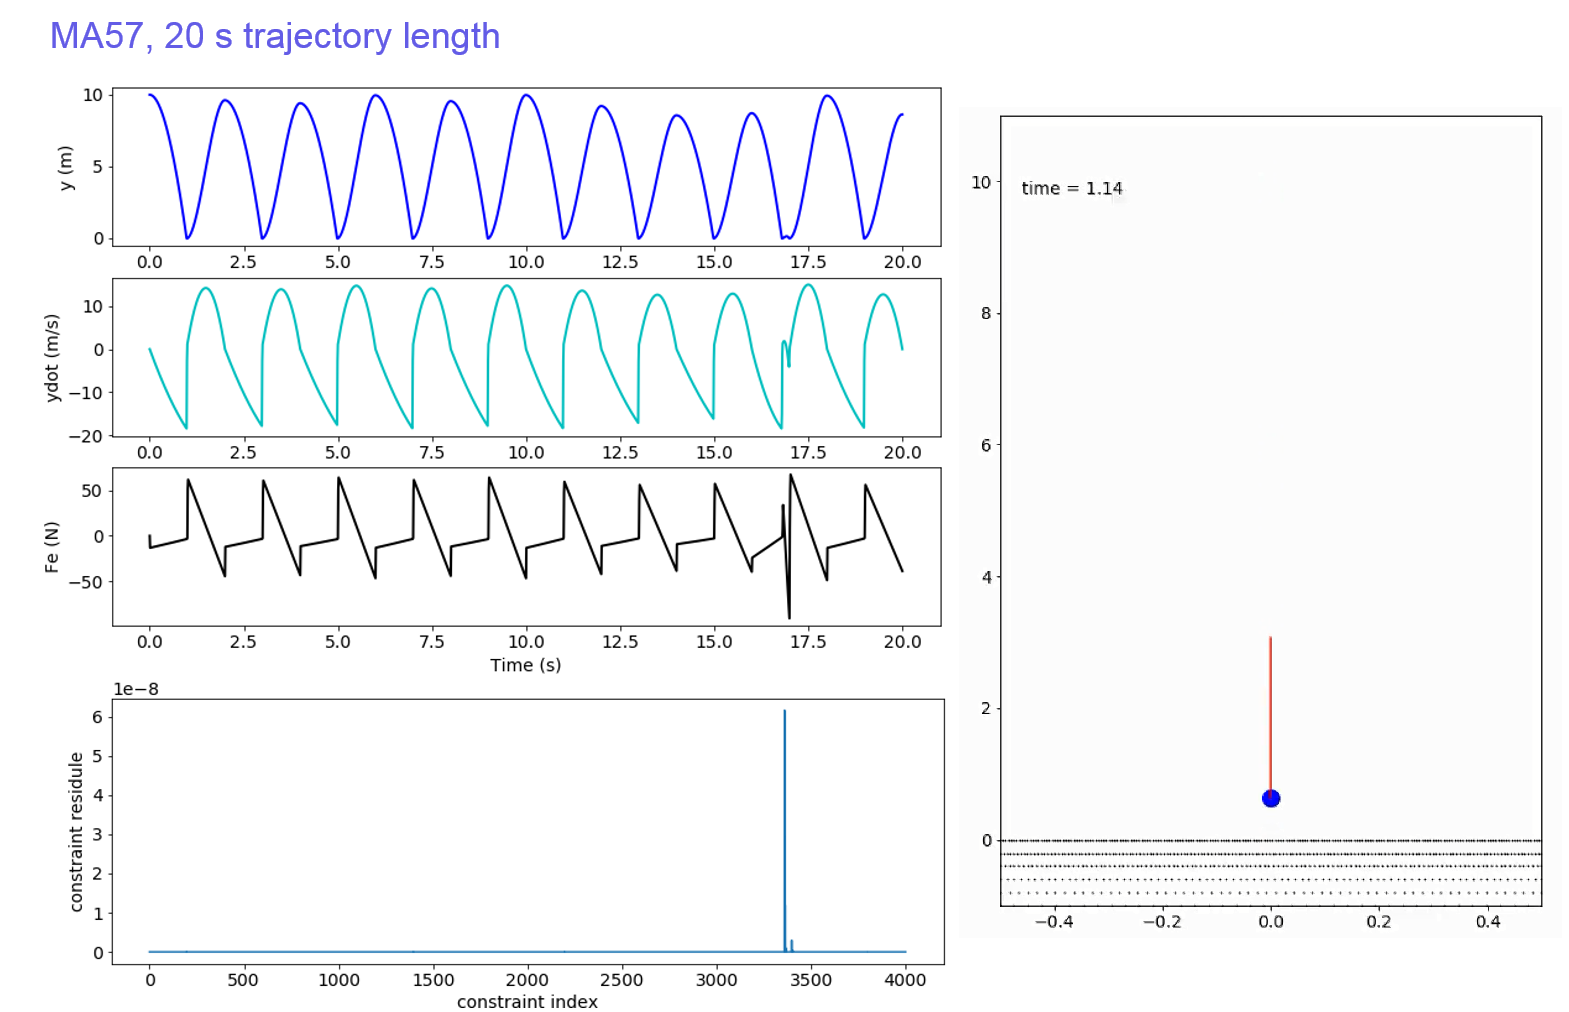 MA57, 20 s trajectory length
10
5
0
y (m)
0.0 2.5 5.0 7.5 10.0 12.5 15.0 17.5 20.0
10
0
−10
−20
ydot (m/s)
0.0 2.5 5.0 7.5 10.0 12.5 15.0 17.5 20.0
50
0
−50
Fe (N)
0.0 2.5 5.0 7.5 10.0 12.5 15.0 17.5 20.0
Time (s)
1e−8
6
5
4
3
2
1
0
constraint residule
0 500 1000 1500 2000 2500 3000 3500 4000
constraint index
time = 1.14
10
8
6
4
2
0
−0.4 −0.2 0.0 0.2 0.4